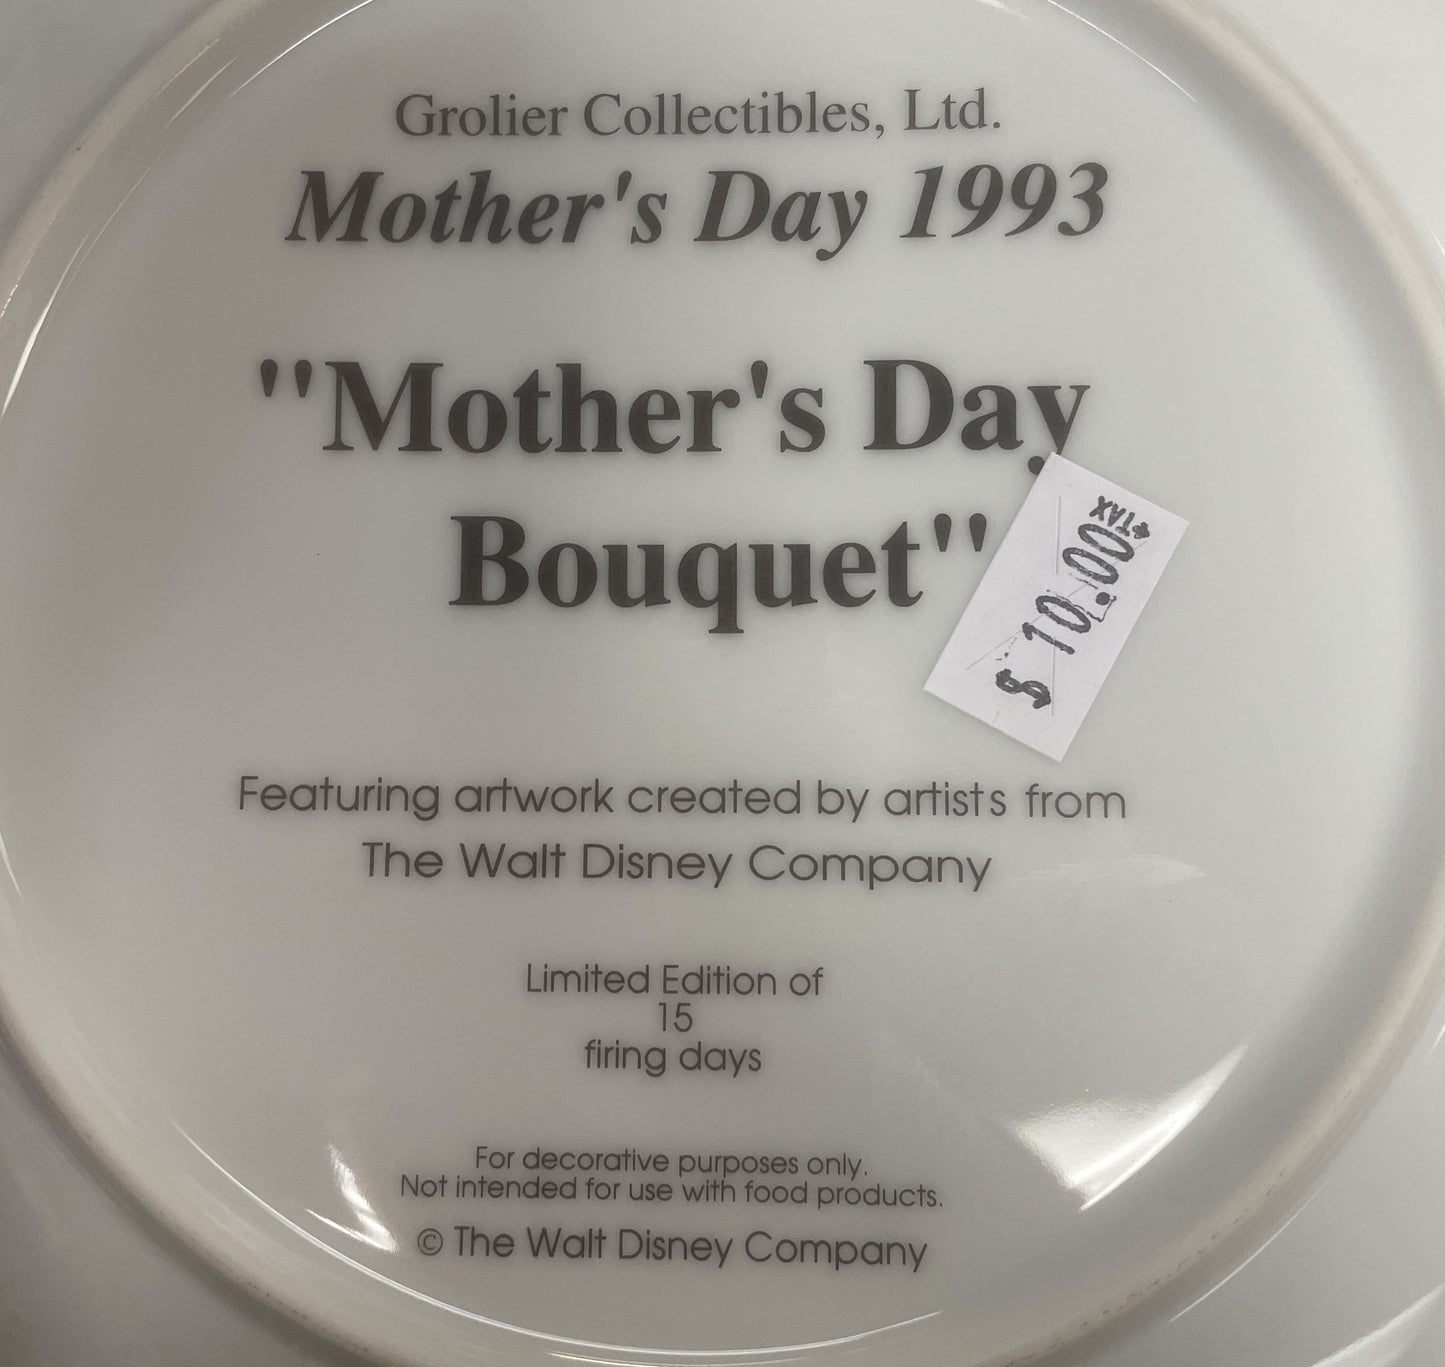 Grolier Collectibles, Ltd.
Mother's Day 1993
"Mother's Day
Bouquet"
$ 10.00 + TAX
Featuring artwork created by artists from
The Walt Disney Company
Limited Edition of
15
firing days
For decorative purposes only.
Not intended for use with food products.
© The Walt Disney Company